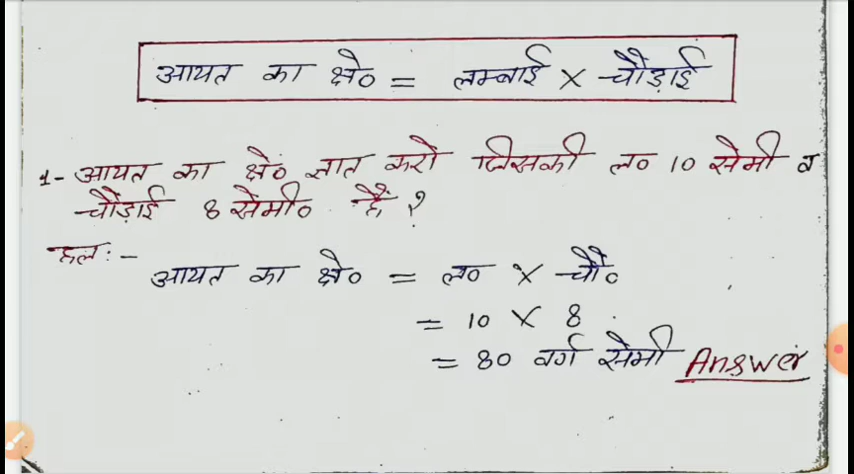 आयत का क्षे० = लम्बाई × चौड़ाई
1- आयत का क्षे० ज्ञात करो जिसकी ल० 10 सेमी व
चौड़ाई 8 सेमी० है ?
हल :-
आयत का क्षे० = ल० × चौ०
= 10 × 8
= 80 वर्ग सेमी Answer